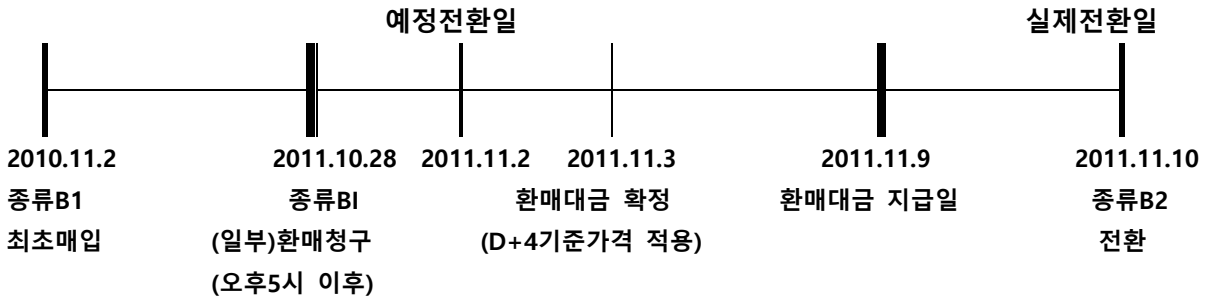 예정전환일 실제전환일
2010.11.2 2011.10.28 2011.11.2 2011.11.3 2011.11.9 2011.11.10
종류B1 종류BI 환매대금 확정 환매대금 지급일 종류B2
최초매입 (일부)환매청구 (D+4기준가격 적용) 전환
(오후5시 이후)